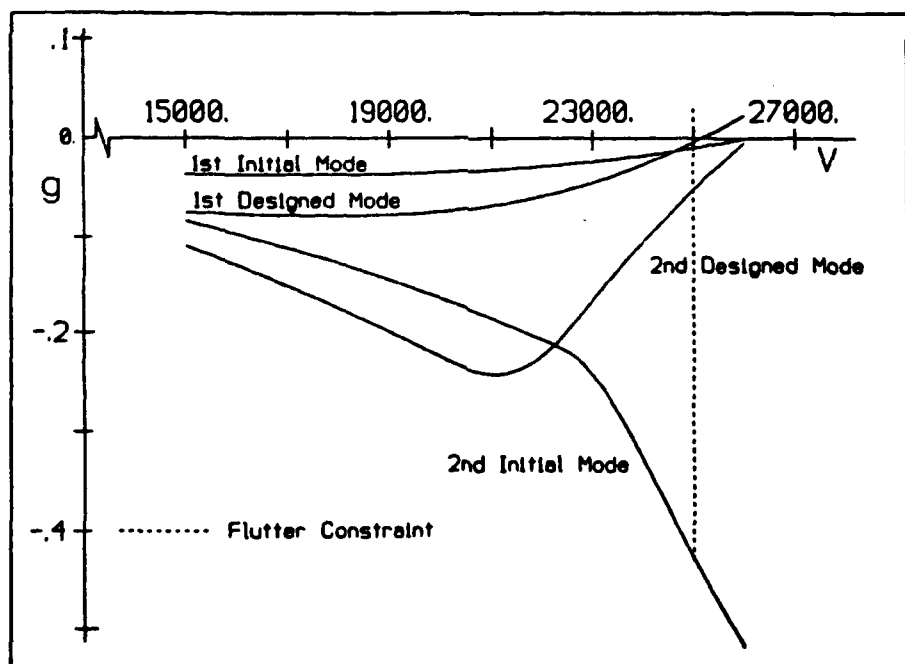 .1
15000. 19000. 23000. 27000.
0.
V
1st Initial Mode
g
1st Designed Mode
2nd Designed Mode
-.2
2nd Initial Mode
-.4
Flutter Constraint